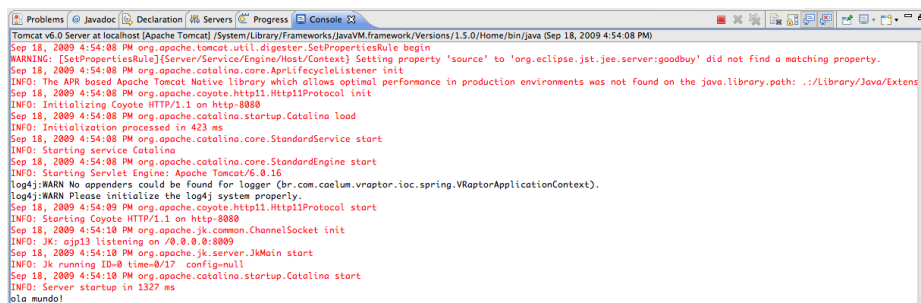 Problems @ Javadoc Declaration Servers Progress Console
Tomcat v6.0 Server at localhost [Apache Tomcat] /System/Library/Frameworks/JavaVM.framework/Versions/1.5.0/Home/bin/java (Sep 18, 2009 4:54:08 PM)
Sep 18, 2009 4:54:08 PM org.apache.tomcat.util.digester.SetPropertiesRule begin
WARNING: [SetPropertiesRule]{Server/Service/Engine/Host/Context} Setting property 'source' to 'org.eclipse.jst.jee.server:goodbuy' did not find a matching property.
Sep 18, 2009 4:54:08 PM org.apache.catalina.core.AprLifecycleListener init
INFO: The APR based Apache Tomcat Native library which allows optimal performance in production environments was not found on the java.library.path: .:/Library/Java/Extens
Sep 18, 2009 4:54:08 PM org.apache.coyote.http11.Http11Protocol init
INFO: Initializing Coyote HTTP/1.1 on http-8080
Sep 18, 2009 4:54:08 PM org.apache.catalina.startup.Catalina load
INFO: Initialization processed in 423 ms
Sep 18, 2009 4:54:08 PM org.apache.catalina.core.StandardService start
INFO: Starting service Catalina
Sep 18, 2009 4:54:08 PM org.apache.catalina.core.StandardEngine start
INFO: Starting Servlet Engine: Apache Tomcat/6.0.16
log4j:WARN No appenders could be found for logger (br.com.caelum.vraptor.ioc.spring.VRaptorApplicationContext).
log4j:WARN Please initialize the log4j system properly.
Sep 18, 2009 4:54:09 PM org.apache.coyote.http11.Http11Protocol start
INFO: Starting Coyote HTTP/1.1 on http-8080
Sep 18, 2009 4:54:10 PM org.apache.jk.common.ChannelSocket init
INFO: JK: ajp13 listening on /0.0.0.0:8009
Sep 18, 2009 4:54:10 PM org.apache.jk.server.JkMain start
INFO: Jk running ID=0 time=0/17 config=null
Sep 18, 2009 4:54:10 PM org.apache.catalina.startup.Catalina start
INFO: Server startup in 1327 ms
ola mundo!